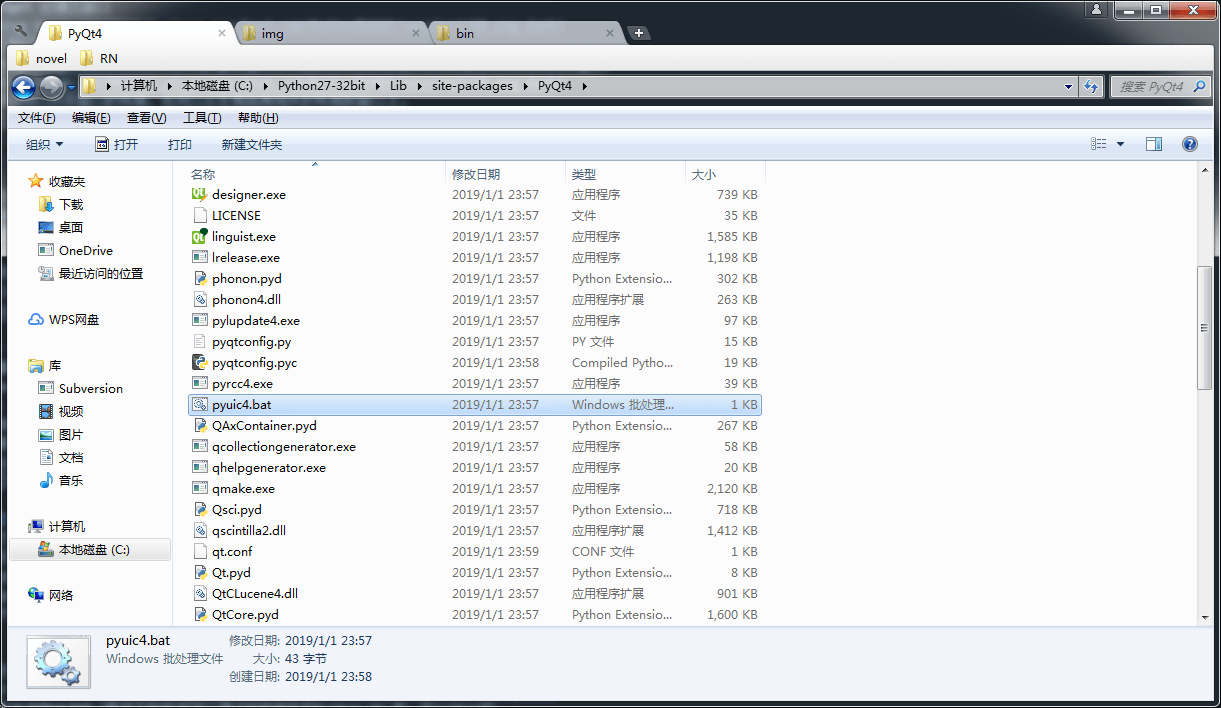 PyQt4 img bin
novel RN
计算机 本地磁盘 (C:) Python27-32bit Lib site-packages PyQt4 搜索 PyQt4
文件(F) 编辑(E) 查看(V) 工具(T) 帮助(H)
组织 打开 打印 新建文件夹
收藏夹
下载
桌面
OneDrive
最近访问的位置
WPS网盘
库
Subversion
视频
图片
文档
音乐
计算机
本地磁盘 (C:)
网络
名称 修改日期 类型 大小
designer.exe 2019/1/1 23:57 应用程序 739 KB
LICENSE 2019/1/1 23:57 文件 35 KB
linguist.exe 2019/1/1 23:57 应用程序 1,585 KB
lrelease.exe 2019/1/1 23:57 应用程序 1,198 KB
phonon.pyd 2019/1/1 23:57 Python Extensio... 302 KB
phonon4.dll 2019/1/1 23:57 应用程序扩展 263 KB
pylupdate4.exe 2019/1/1 23:57 应用程序 97 KB
pyqtconfig.py 2019/1/1 23:57 PY 文件 15 KB
pyqtconfig.pyc 2019/1/1 23:58 Compiled Pytho... 19 KB
pyrcc4.exe 2019/1/1 23:57 应用程序 39 KB
pyuic4.bat 2019/1/1 23:57 Windows 批处理... 1 KB
QAxContainer.pyd 2019/1/1 23:57 Python Extensio... 267 KB
qcollectiongenerator.exe 2019/1/1 23:57 应用程序 58 KB
qhelpgenerator.exe 2019/1/1 23:57 应用程序 20 KB
qmake.exe 2019/1/1 23:57 应用程序 2,120 KB
Qsci.pyd 2019/1/1 23:57 Python Extensio... 718 KB
qscintilla2.dll 2019/1/1 23:57 应用程序扩展 1,412 KB
qt.conf 2019/1/1 23:59 CONF 文件 1 KB
Qt.pyd 2019/1/1 23:57 Python Extensio... 8 KB
QtCLucene4.dll 2019/1/1 23:57 应用程序扩展 901 KB
QtCore.pyd 2019/1/1 23:57 Python Extensio... 1,600 KB
pyuic4.bat 修改日期: 2019/1/1 23:57
Windows 批处理文件 大小: 43 字节
创建日期: 2019/1/1 23:58